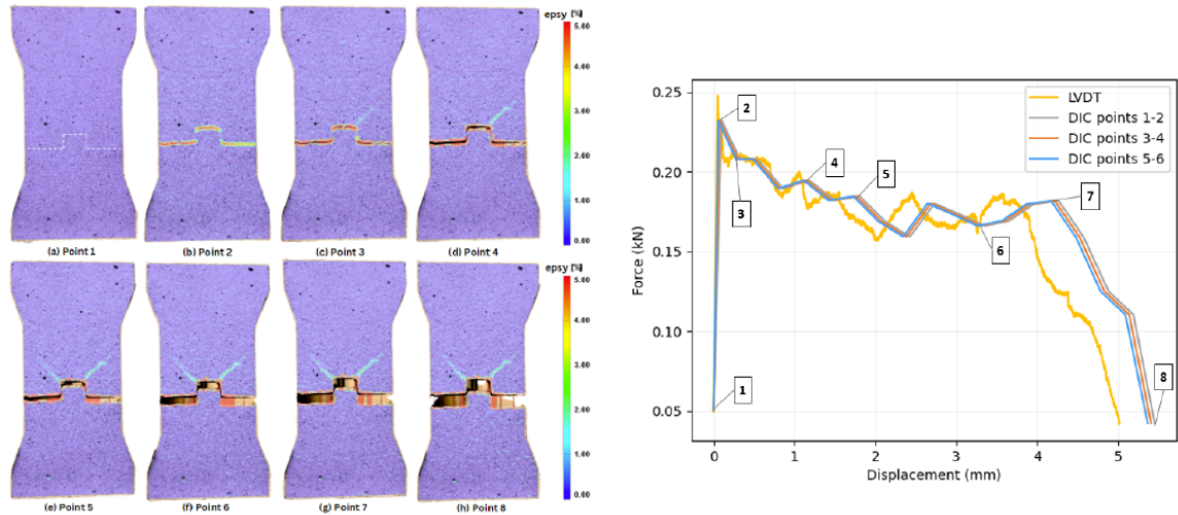 epsy [%]
5.00
4.00
3.00
2.00
1.00
0.00
(a) Point 1
(b) Point 2
(c) Point 3
(d) Point 4
epsy [%]
5.00
4.00
3.00
2.00
1.00
0.00
(e) Point 5
(f) Point 6
(g) Point 7
(h) Point 8
Force (kN)
0.25
0.20
0.15
0.10
0.05
0
1
2
3
4
5
Displacement (mm)
LVDT
DIC points 1-2
DIC points 3-4
DIC points 5-6
2
4
5
7
3
6
8
1